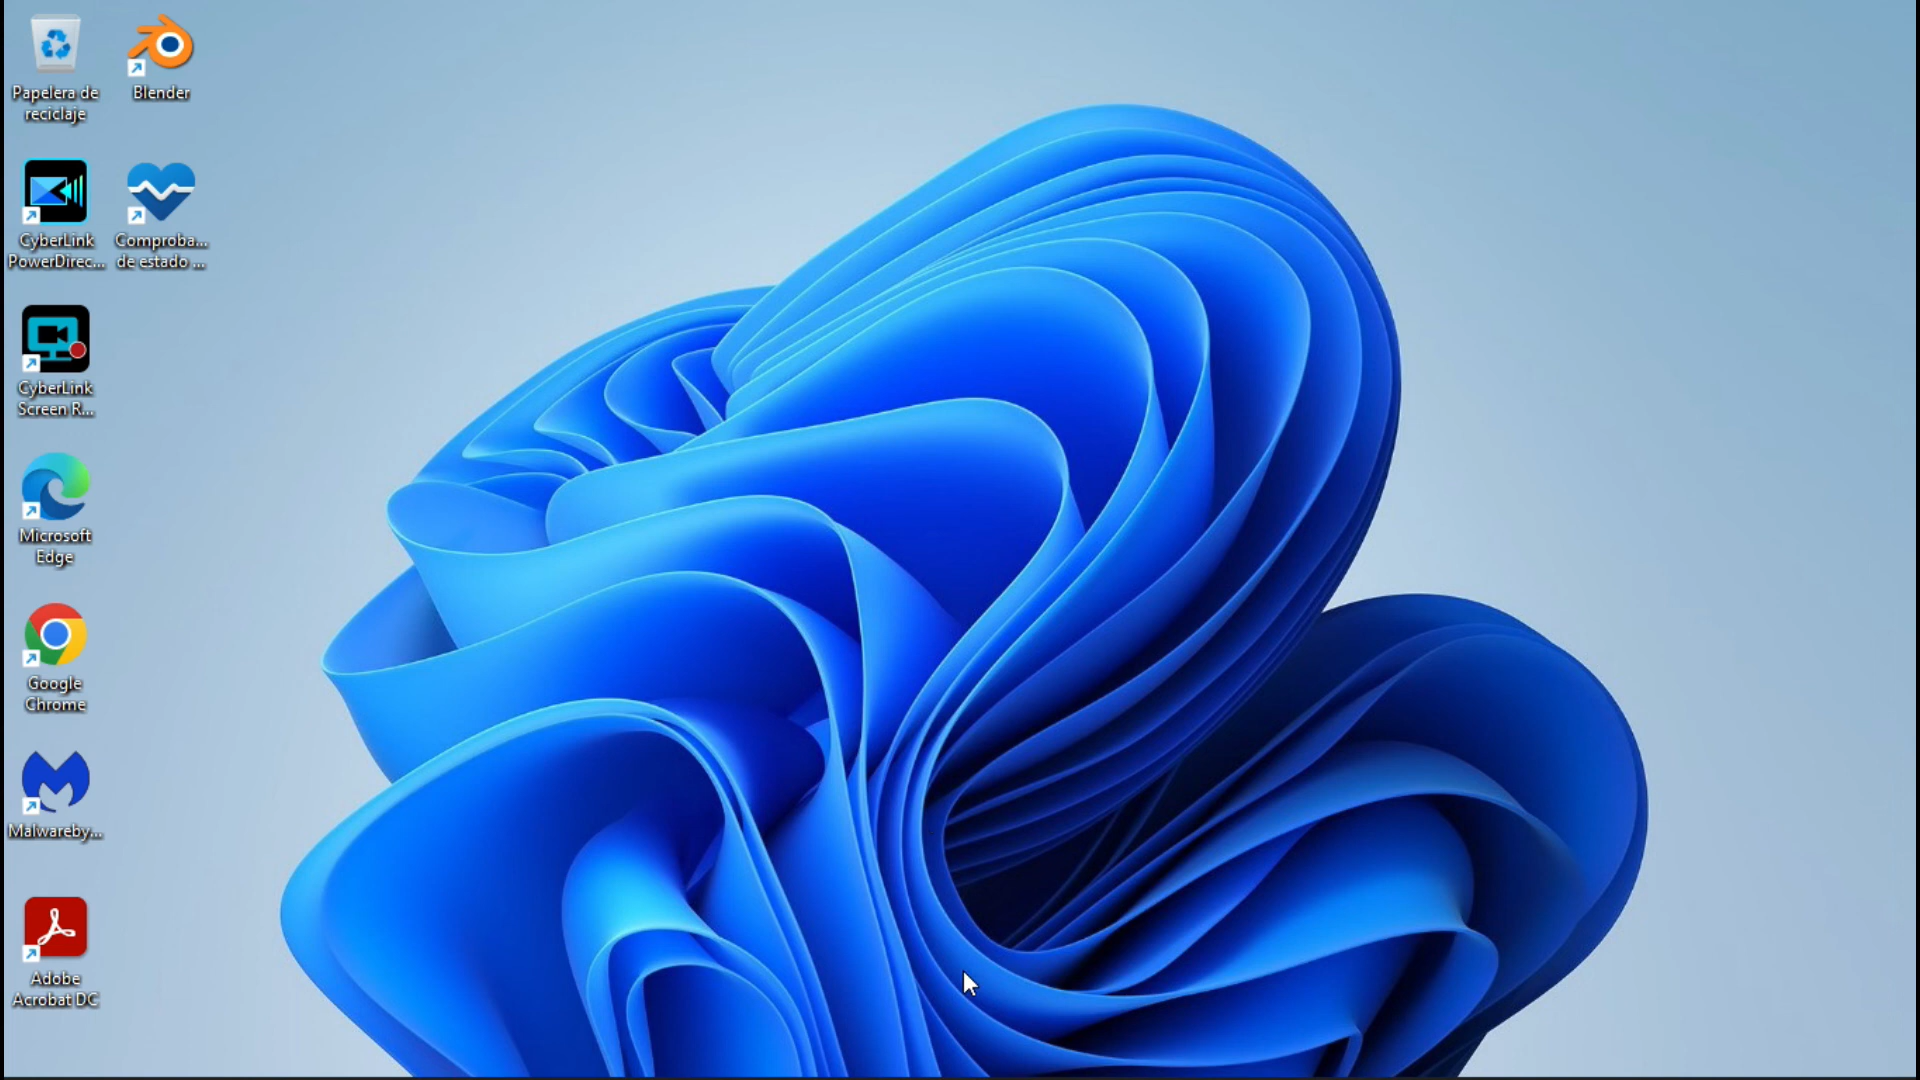 Papelera de
reciclaje
Blender
CyberLink
PowerDirec...
Comproba...
de estado ...
CyberLink
Screen R...
Microsoft
Edge
Google
Chrome
Malwareby...
Adobe
Acrobat DC